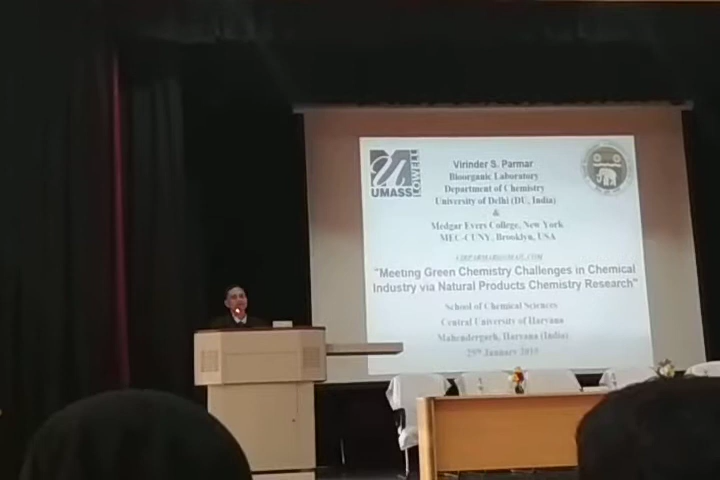 UMASS
LOWELL
Virinder S. Parmar
Bioorganic Laboratory
Department of Chemistry
University of Delhi (DU, India)
&
Medgar Evers College, New York
MEC-CUNY, Brooklyn, USA
"Meeting Green Chemistry Challenges in Chemical
Industry via Natural Products Chemistry Research"
School of Chemical Sciences
Central University of Haryana
Mahendergarh, Haryana (India)
January